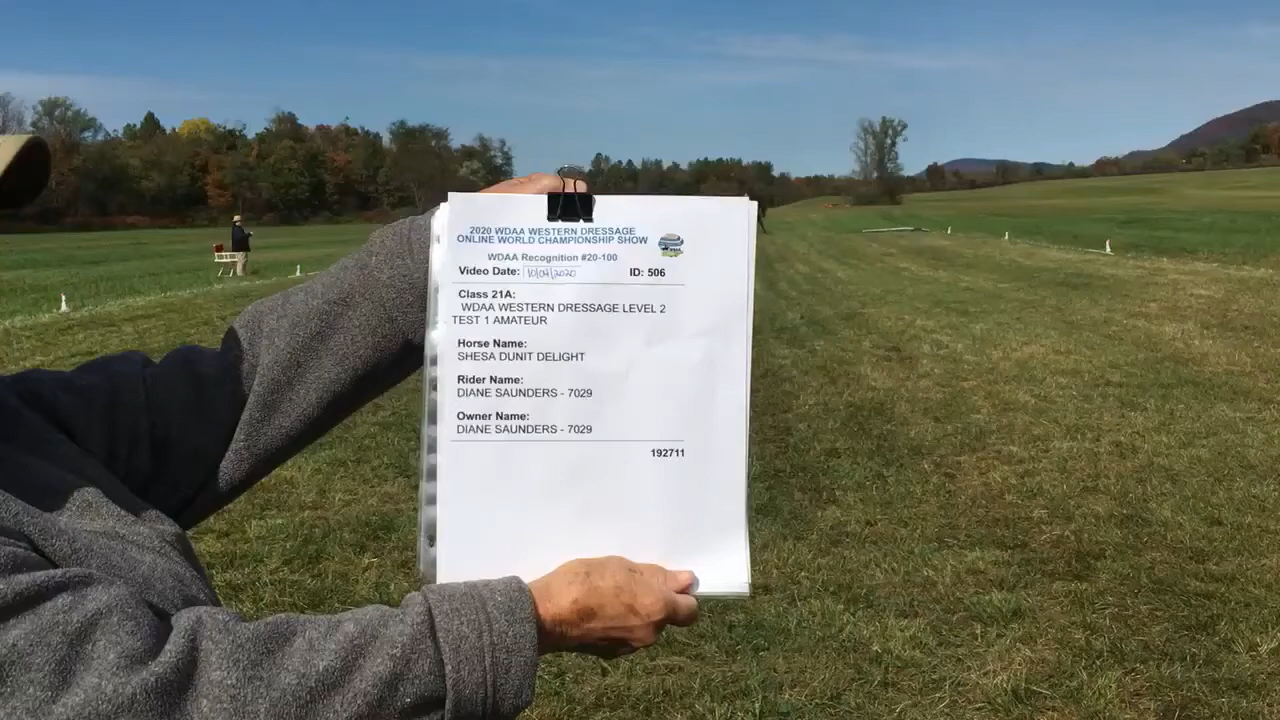 2020 WDAA WESTERN DRESSAGE
ONLINE WORLD CHAMPIONSHIP SHOW
WDAA Recognition #20-100
Video Date: 10/04/2020 ID: 506
Class 21A:
WDAA WESTERN DRESSAGE LEVEL 2
TEST 1 AMATEUR
Horse Name:
SHESA DUNIT DELIGHT
Rider Name:
DIANE SAUNDERS - 7029
Owner Name:
DIANE SAUNDERS - 7029
192711